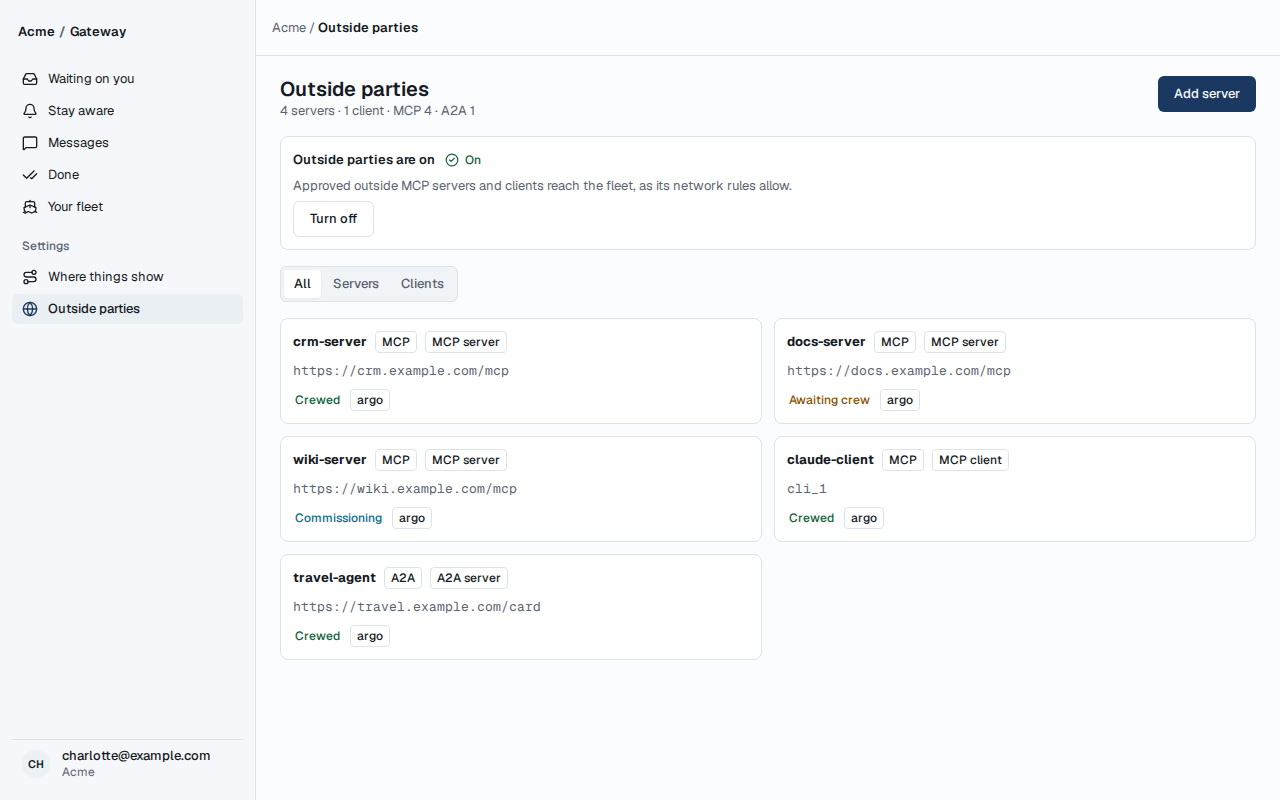 Acme / Gateway
Waiting on you
Stay aware
Messages
Done
Your fleet
Settings
Where things show
Outside parties
CH
charlotte@example.com
Acme
Acme / Outside parties
Outside parties
4 servers · 1 client · MCP 4 · A2A 1
Add server
Outside parties are on On
Approved outside MCP servers and clients reach the fleet, as its network rules allow.
Turn off
All Servers Clients
crm-server MCP MCP server
https://crm.example.com/mcp
Crewed argo
docs-server MCP MCP server
https://docs.example.com/mcp
Awaiting crew argo
wiki-server MCP MCP server
https://wiki.example.com/mcp
Commissioning argo
claude-client MCP MCP client
cli_1
Crewed argo
travel-agent A2A A2A server
https://travel.example.com/card
Crewed argo